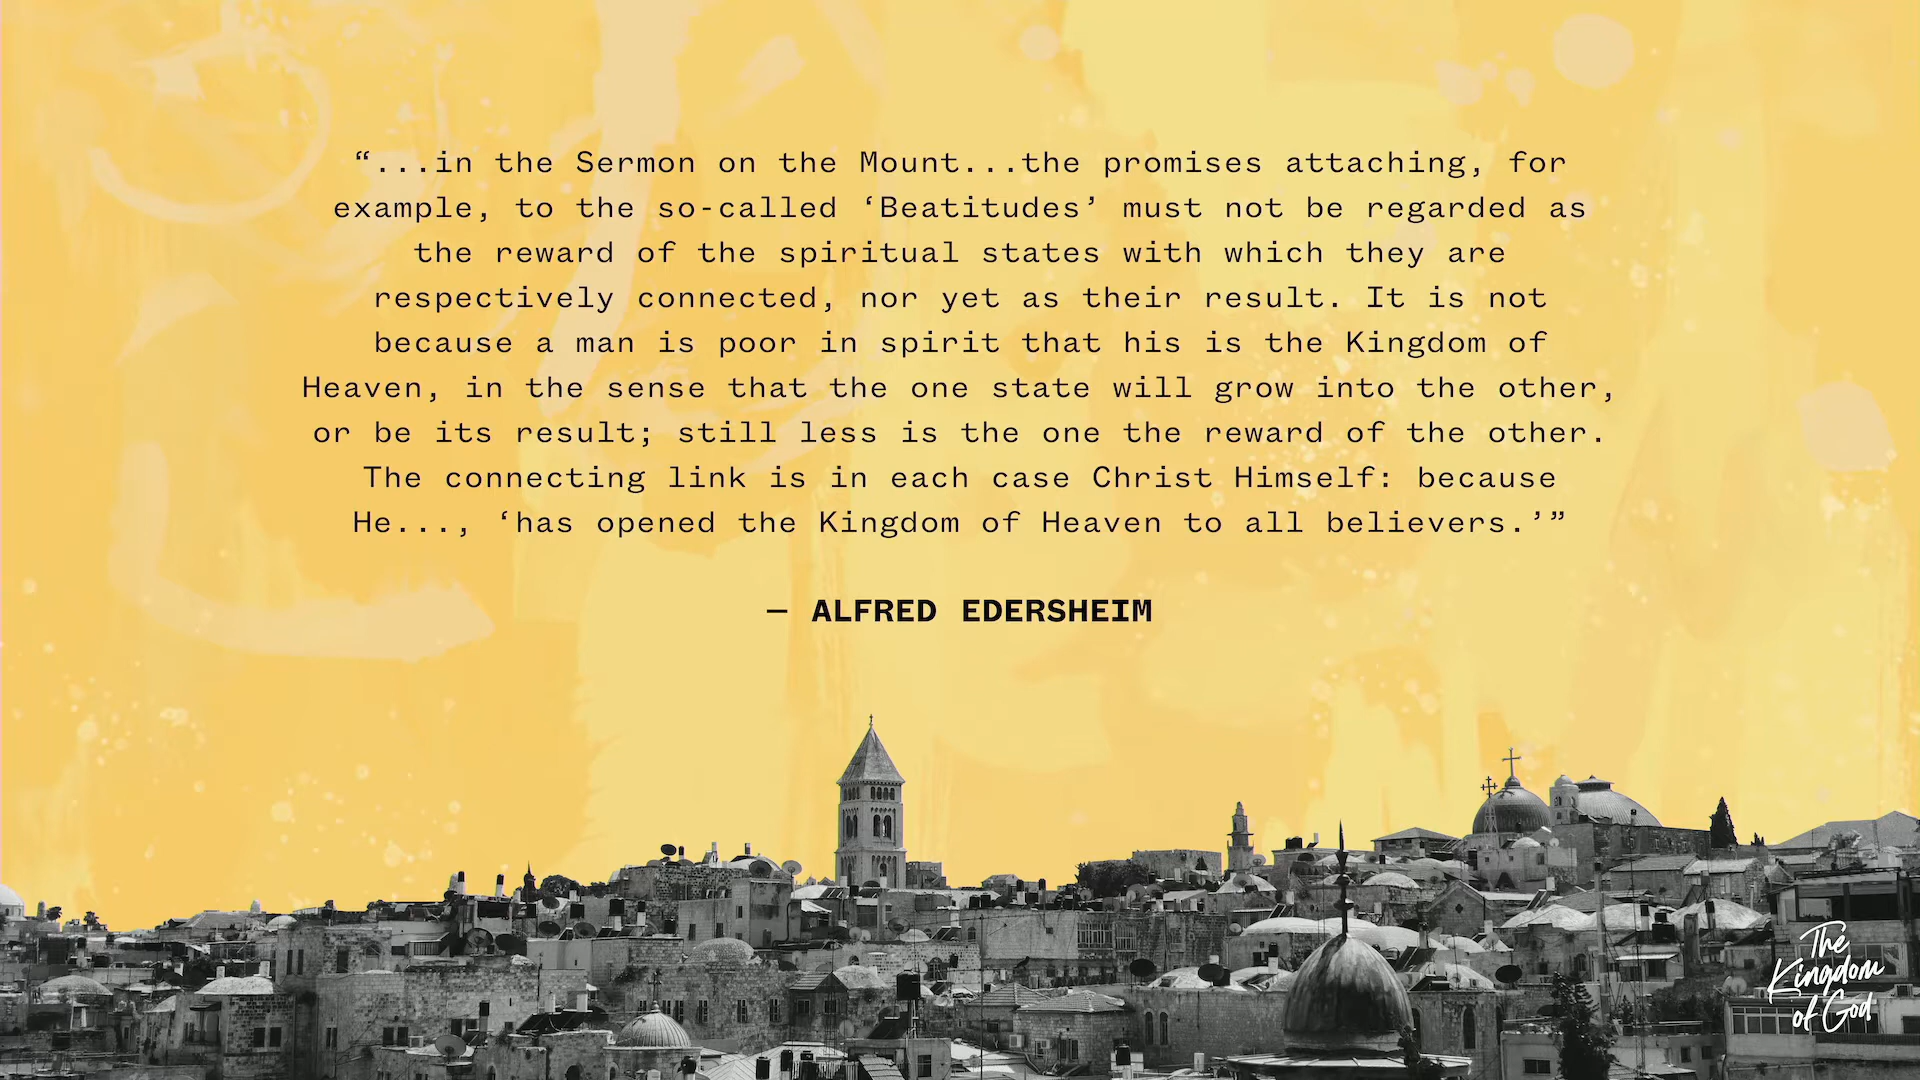 “...in the Sermon on the Mount...the promises attaching, for
example, to the so-called ‘Beatitudes’ must not be regarded as
the reward of the spiritual states with which they are
respectively connected, nor yet as their result. It is not
because a man is poor in spirit that his is the Kingdom of
Heaven, in the sense that the one state will grow into the other,
or be its result; still less is the one the reward of the other.
The connecting link is in each case Christ Himself: because
He..., ‘has opened the Kingdom of Heaven to all believers.’”
— ALFRED EDERSHEIM
The
Kingdom
of God